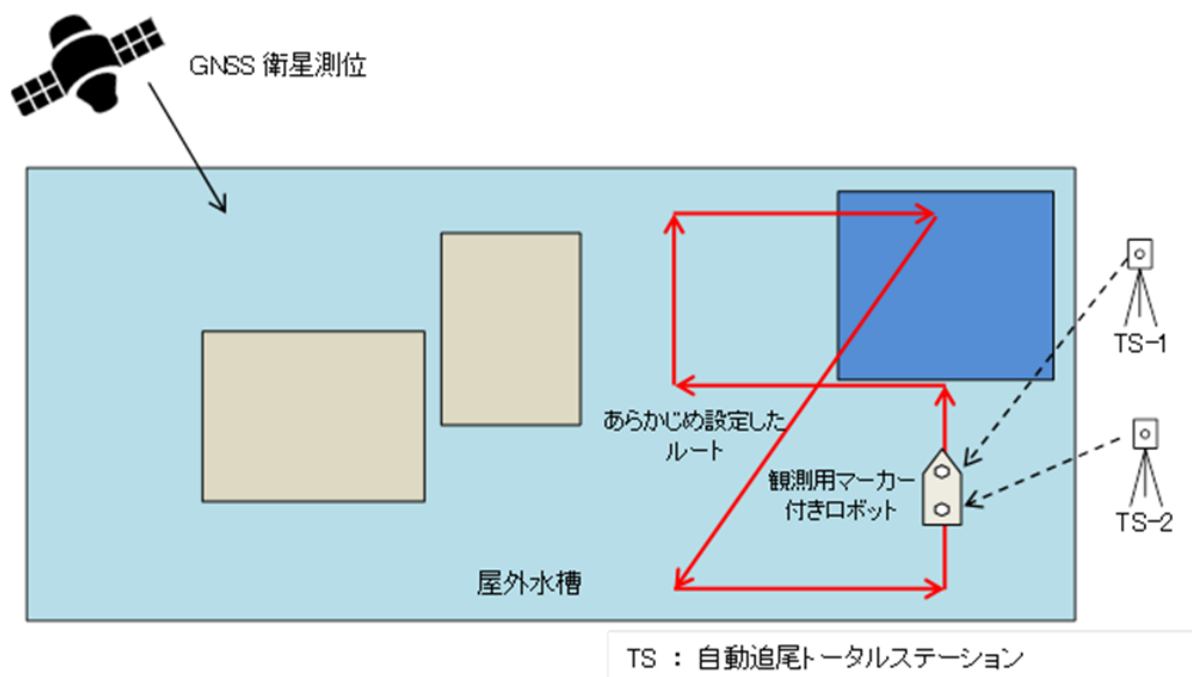 GNSS 衛星測位
TS-1
あらかじめ設定した
ルート
観測用マーカー
付きロボット
TS-2
屋外水槽
TS : 自動追尾トータルステーション